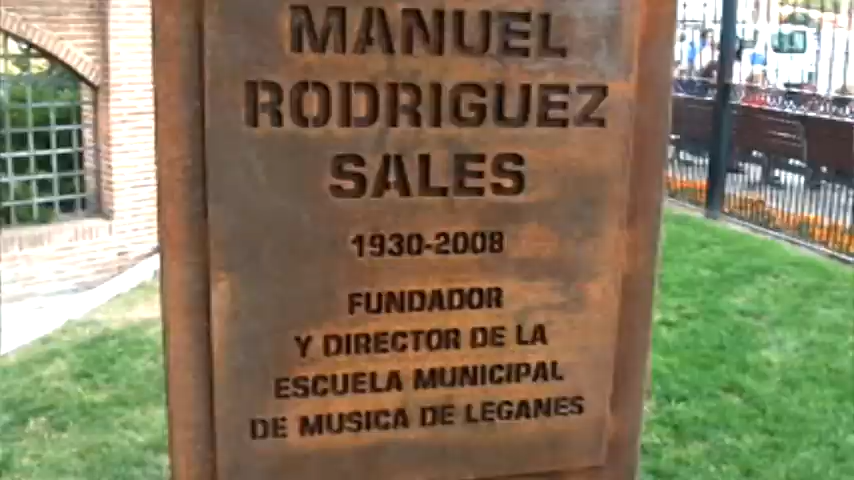 MANUEL
RODRIGUEZ
SALES
1930-2008
FUNDADOR
Y DIRECTOR DE LA
ESCUELA MUNICIPAL
DE MUSICA DE LEGANES